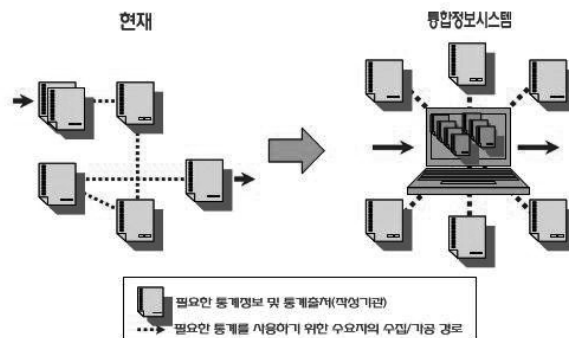 현재
통합정보시스템
필요한 통계정보 및 통계출처(작성기관)
필요한 통계를 사용하기 위한 수요자의 수집/가공 경로